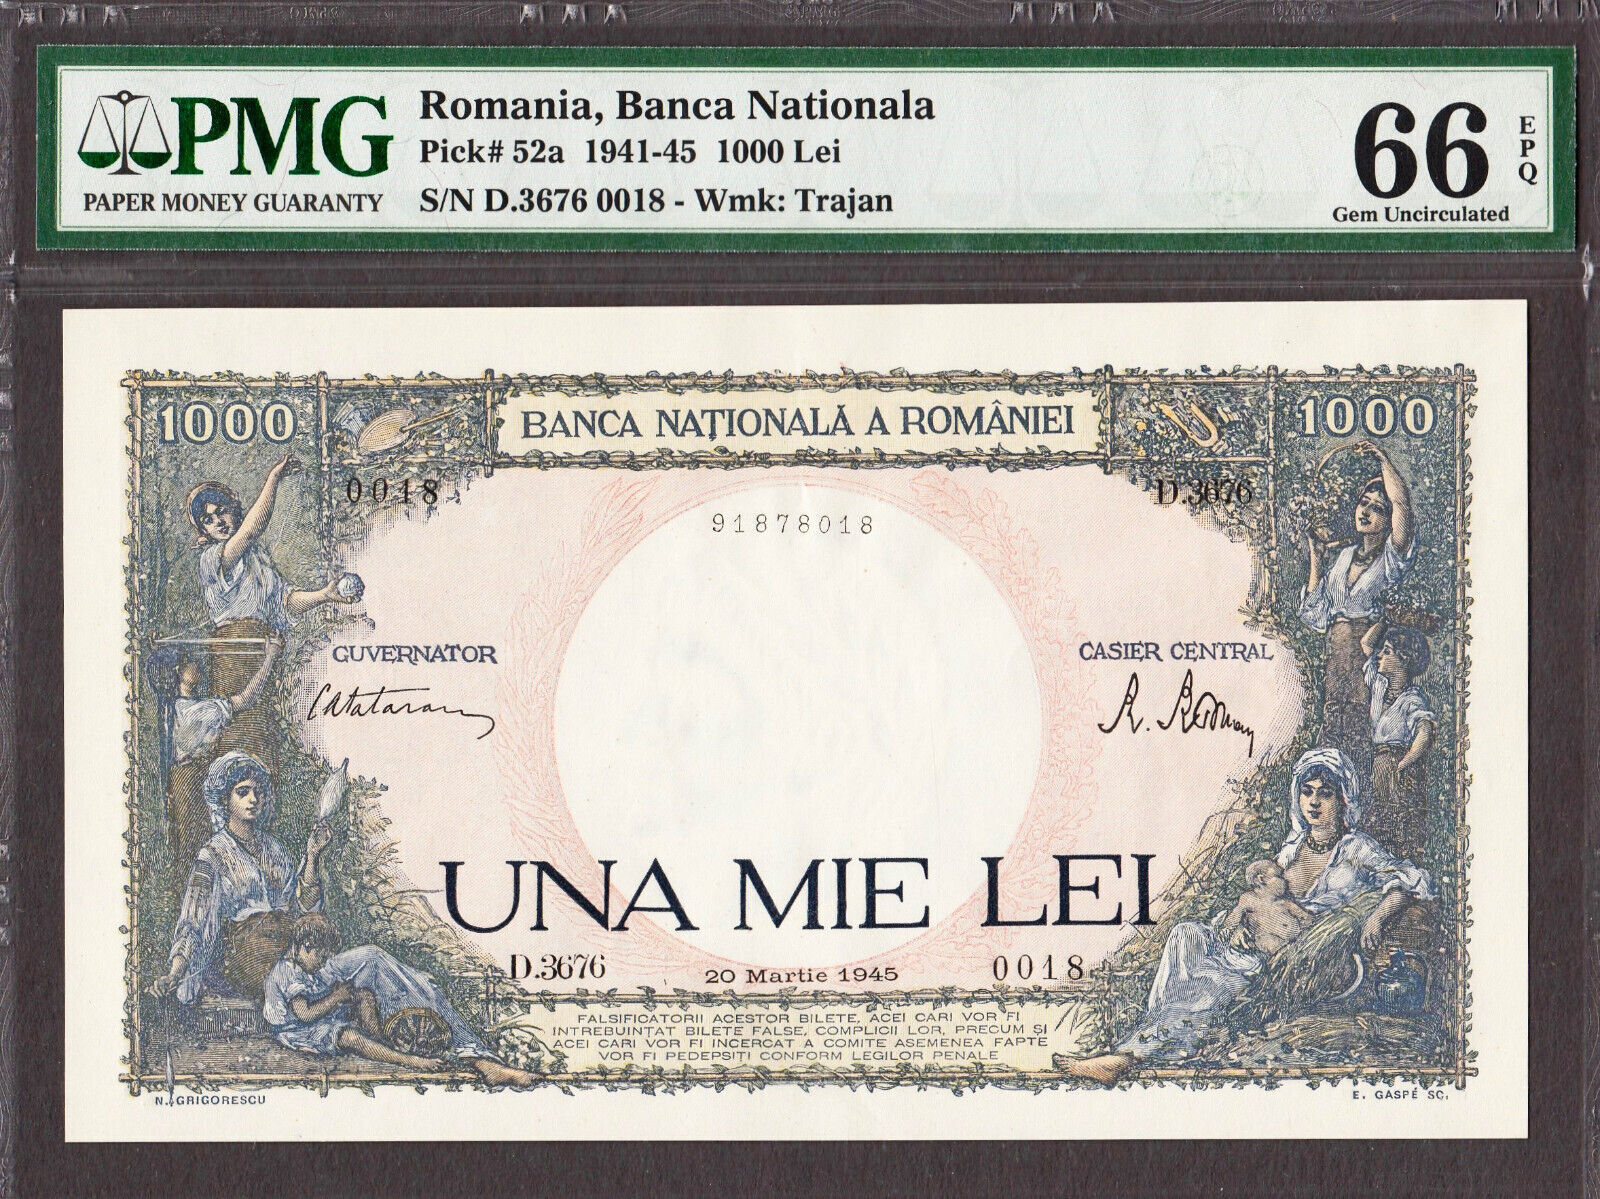 PMG
PAPER MONEY GUARANTY
Romania, Banca Nationala
Pick# 52a 1941-45 1000 Lei
S/N D.3676 0018 - Wmk: Trajan
66
EPQ
Gem Uncirculated
1000
BANCA NAȚIONALĂ A ROMÂNIEI
1000
0018
D.3676
91878018
GUVERNATOR
CASIER CENTRAL
UNA MIE LEI
D.3676
20 Martie 1945
0018
FALSIFICATORII ACESTOR BILETE, ACEI CARI VOR FI
INTREBUINȚAT BILETE FALSE, COMPLICII LOR, PRECUM ȘI
ACEI CARI VOR FI INCERCAT A COMITE ASEMENEA FAPTE
VOR FI PEDEPSIȚI CONFORM LEGILOR PENALE
N. GRIGORESCU
E. GASPÉ SC.